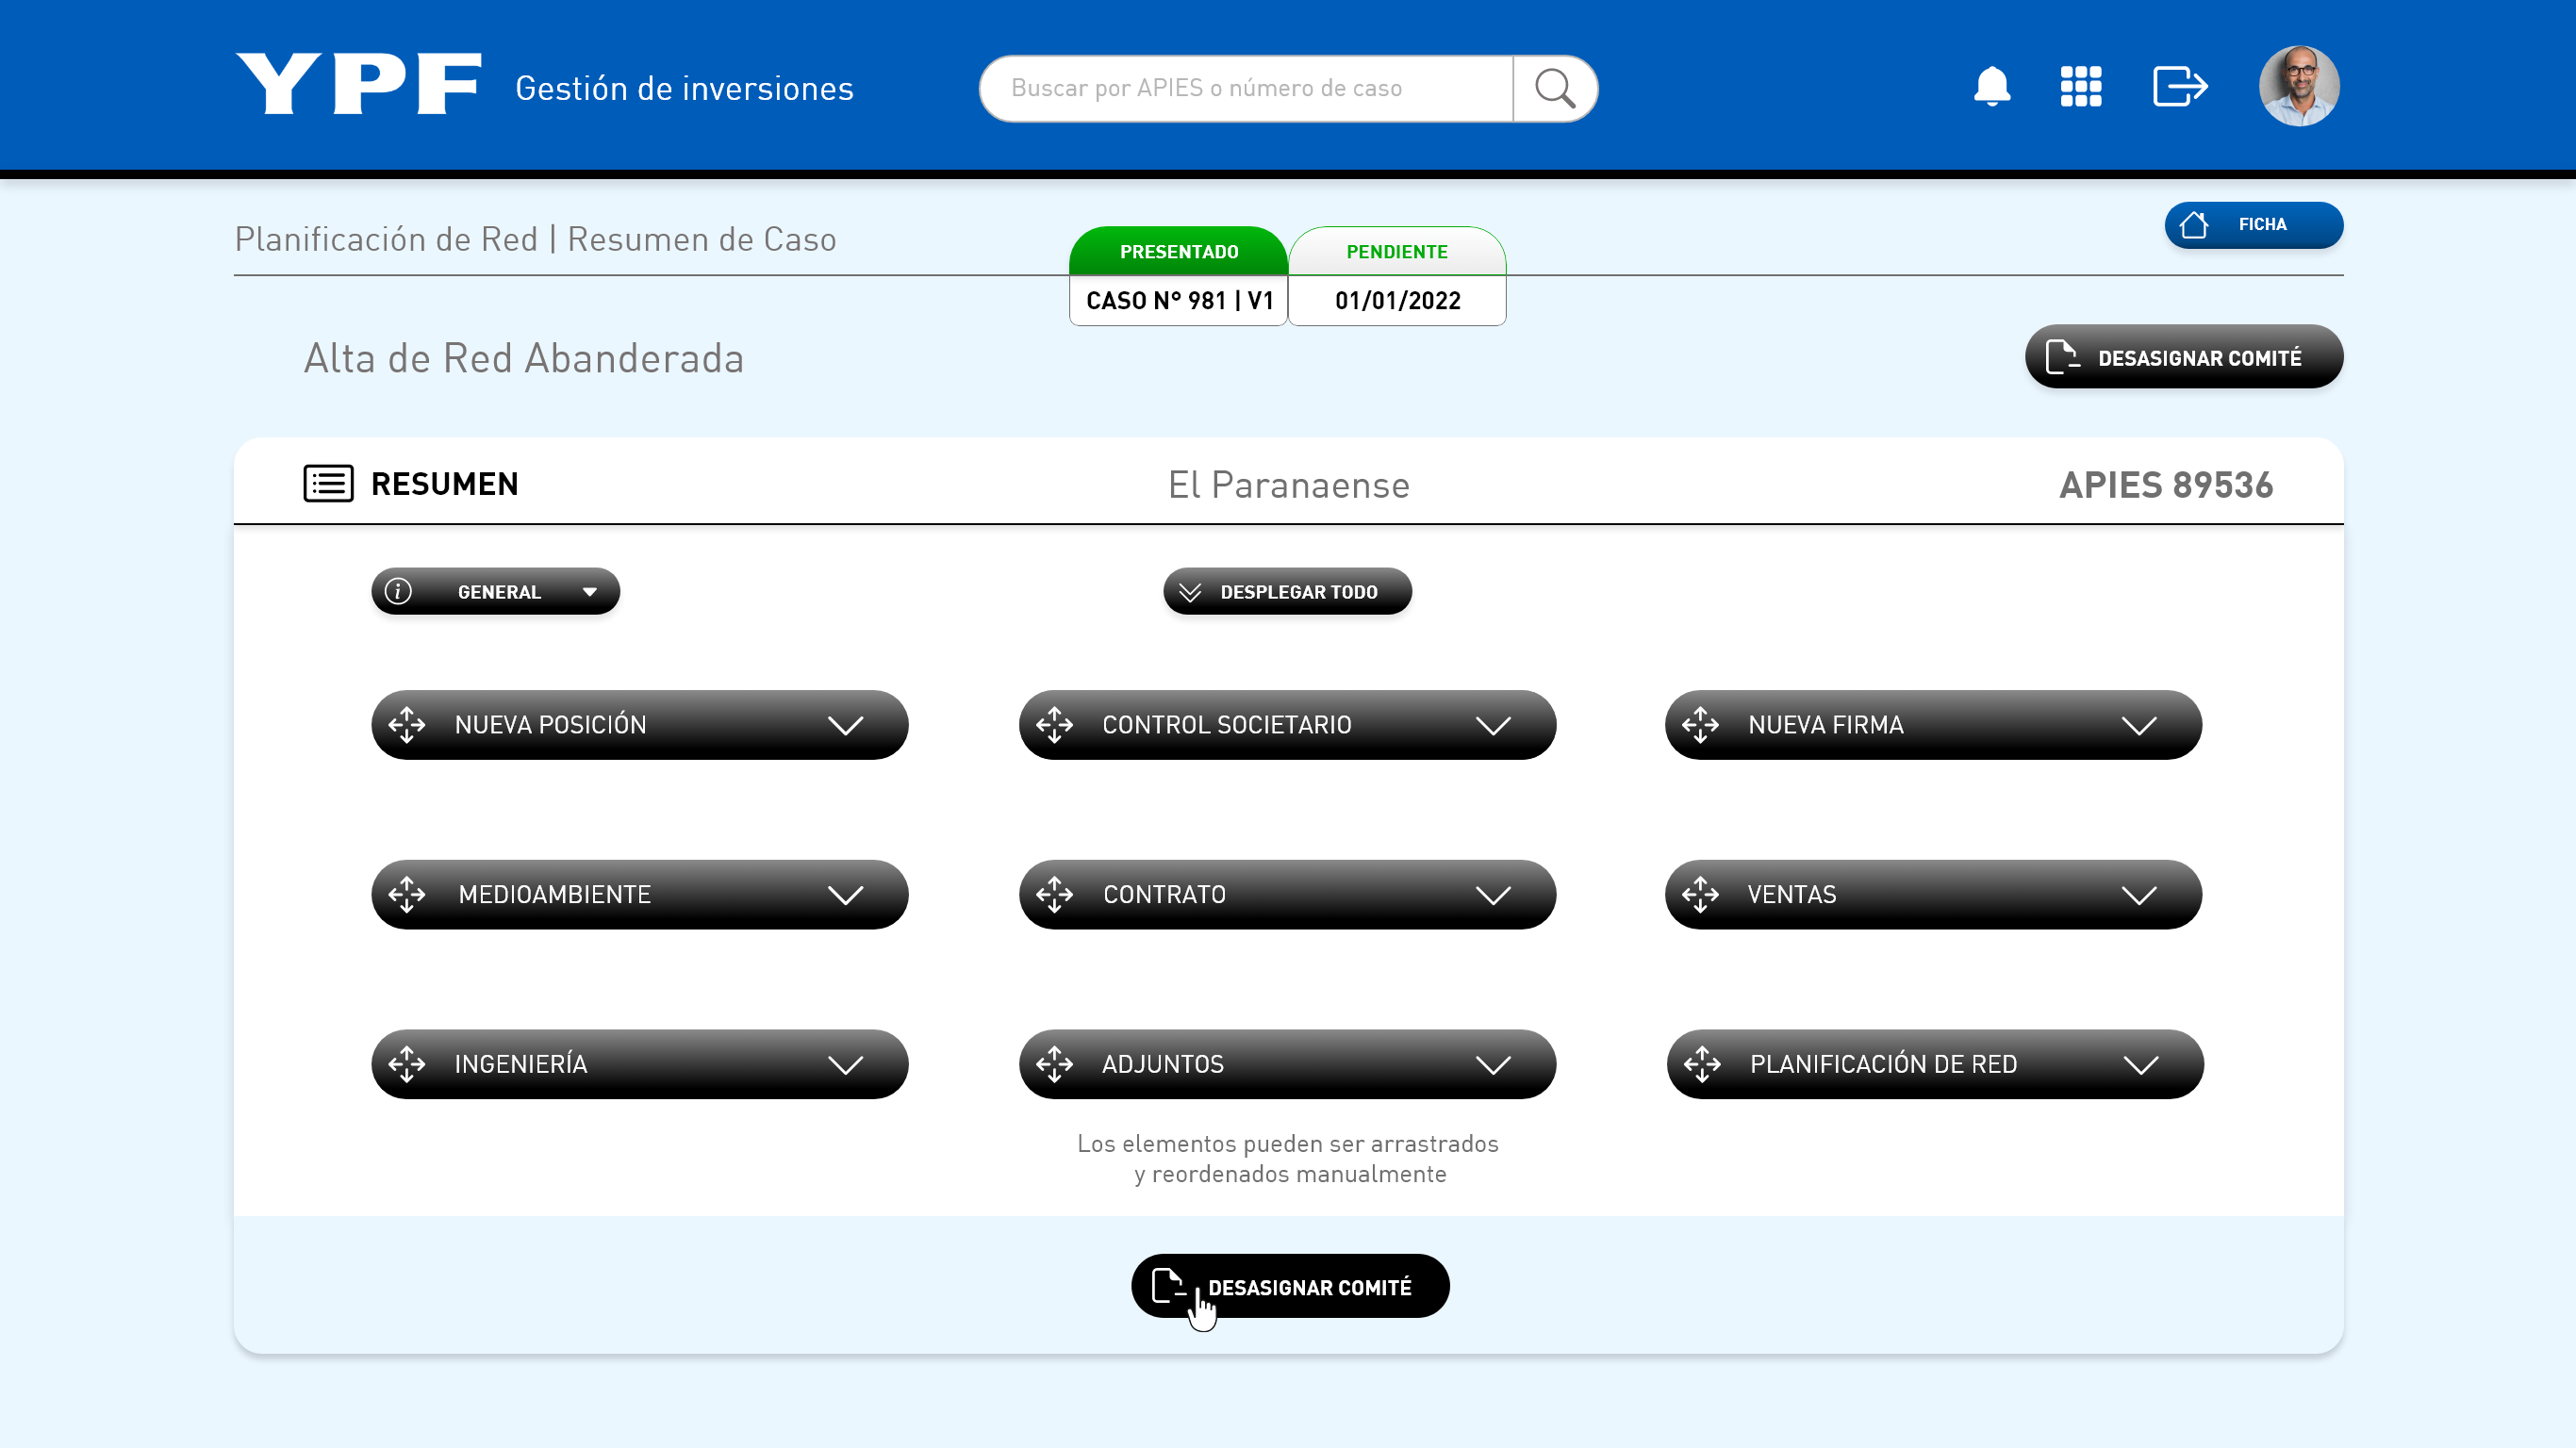 YPF Gestión de inversiones
Buscar por APIES o número de caso
Planificación de Red | Resumen de Caso
PRESENTADO
PENDIENTE
FICHA
CASO N° 981 | V1
01/01/2022
Alta de Red Abanderada
DESASIGNAR COMITÉ
RESUMEN
El Paranaense
APIES 89536
GENERAL
DESPLEGAR TODO
NUEVA POSICIÓN
CONTROL SOCIETARIO
NUEVA FIRMA
MEDIOAMBIENTE
CONTRATO
VENTAS
INGENIERÍA
ADJUNTOS
PLANIFICACIÓN DE RED
Los elementos pueden ser arrastrados
y reordenados manualmente
DESASIGNAR COMITÉ